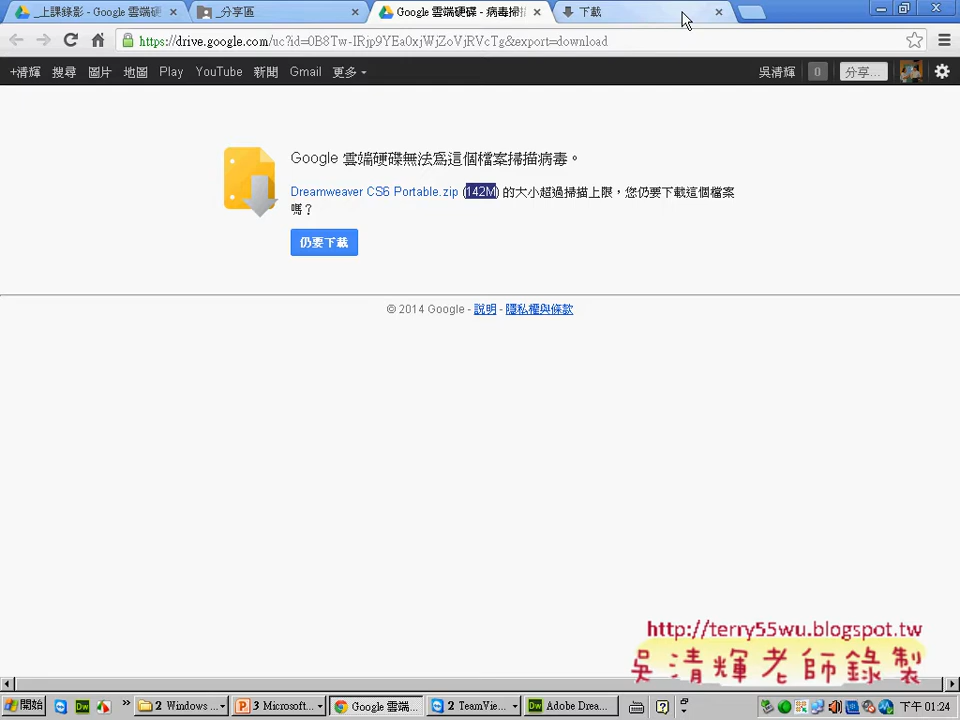 _上課錄影 - Google 雲端硬
_分享區
Google 雲端硬碟 - 病毒掃描
下載
https://drive.google.com/uc?id=0B8Tw-IRjp9YEa0xjWjZoVjRVcTg&export=download
+清輝 搜尋 圖片 地圖 Play YouTube 新聞 Gmail 更多
吳清輝 0 分享...
Google 雲端硬碟無法為這個檔案掃描病毒。
Dreamweaver CS6 Portable.zip (142M) 的大小超過掃描上限，您仍要下載這個檔案
嗎？
仍要下載
© 2014 Google - 說明 - 隱私權與條款
http://terry55wu.blogspot.tw
吳清輝老師錄製
開始 Dw » 2 Windows ... 3 Microsoft... Google 雲端... 2 TeamView... Dw Adobe Drea... 下午 01:24